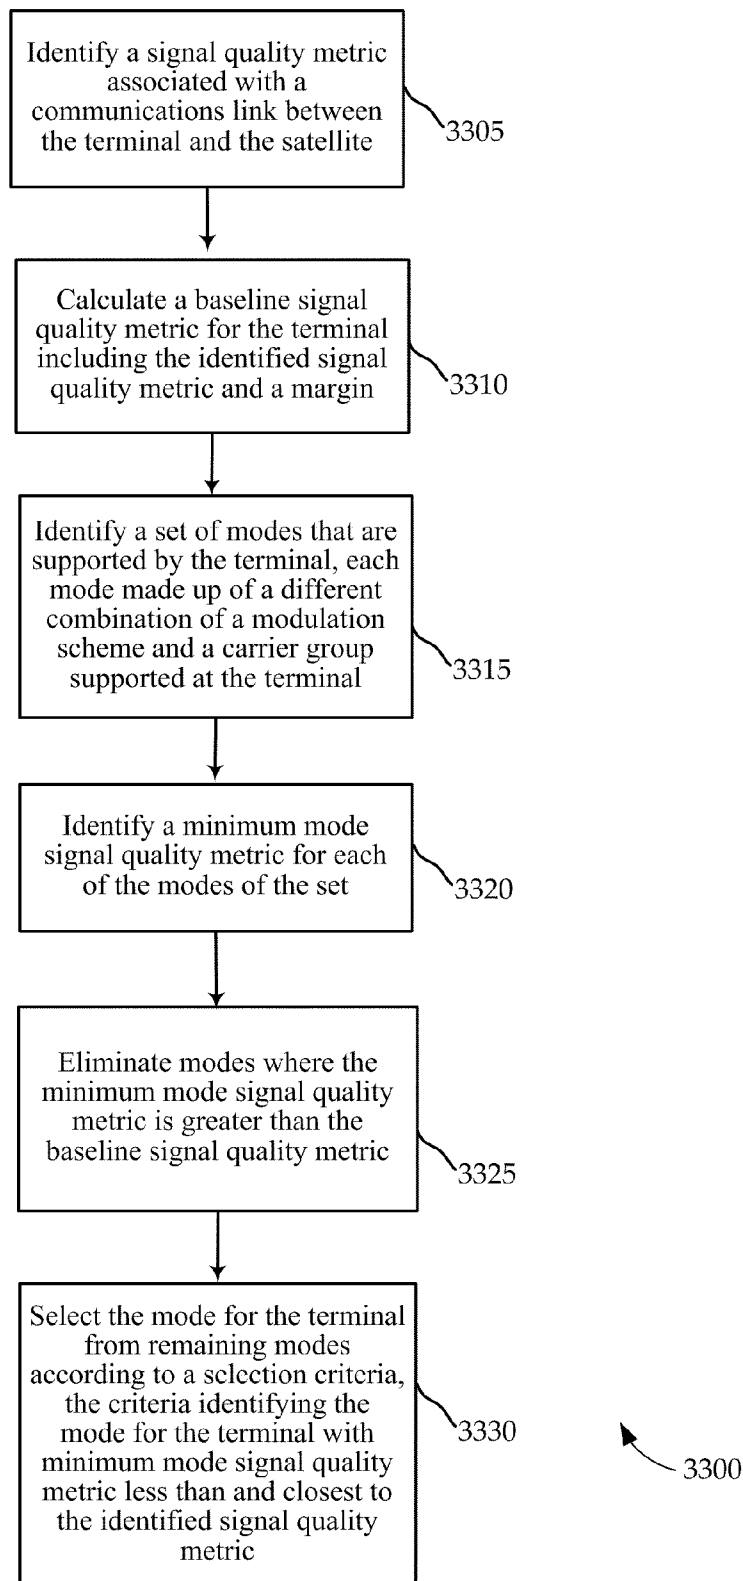 Identify a signal quality metric
associated with a
communications link between
the terminal and the satellite
3305
Calculate a baseline signal
quality metric for the terminal
including the identified signal
quality metric and a margin
3310
Identify a set of modes that are
supported by the terminal, each
mode made up of a different
combination of a modulation
scheme and a carrier group
supported at the terminal
3315
Identify a minimum mode
signal quality metric for each
of the modes of the set
3320
Eliminate modes where the
minimum mode signal quality
metric is greater than the
baseline signal quality metric
3325
Select the mode for the terminal
from remaining modes
according to a selection criteria,
the criteria identifying the
mode for the terminal with
minimum mode signal quality
metric less than and closest to
the identified signal quality
metric
3330
3300